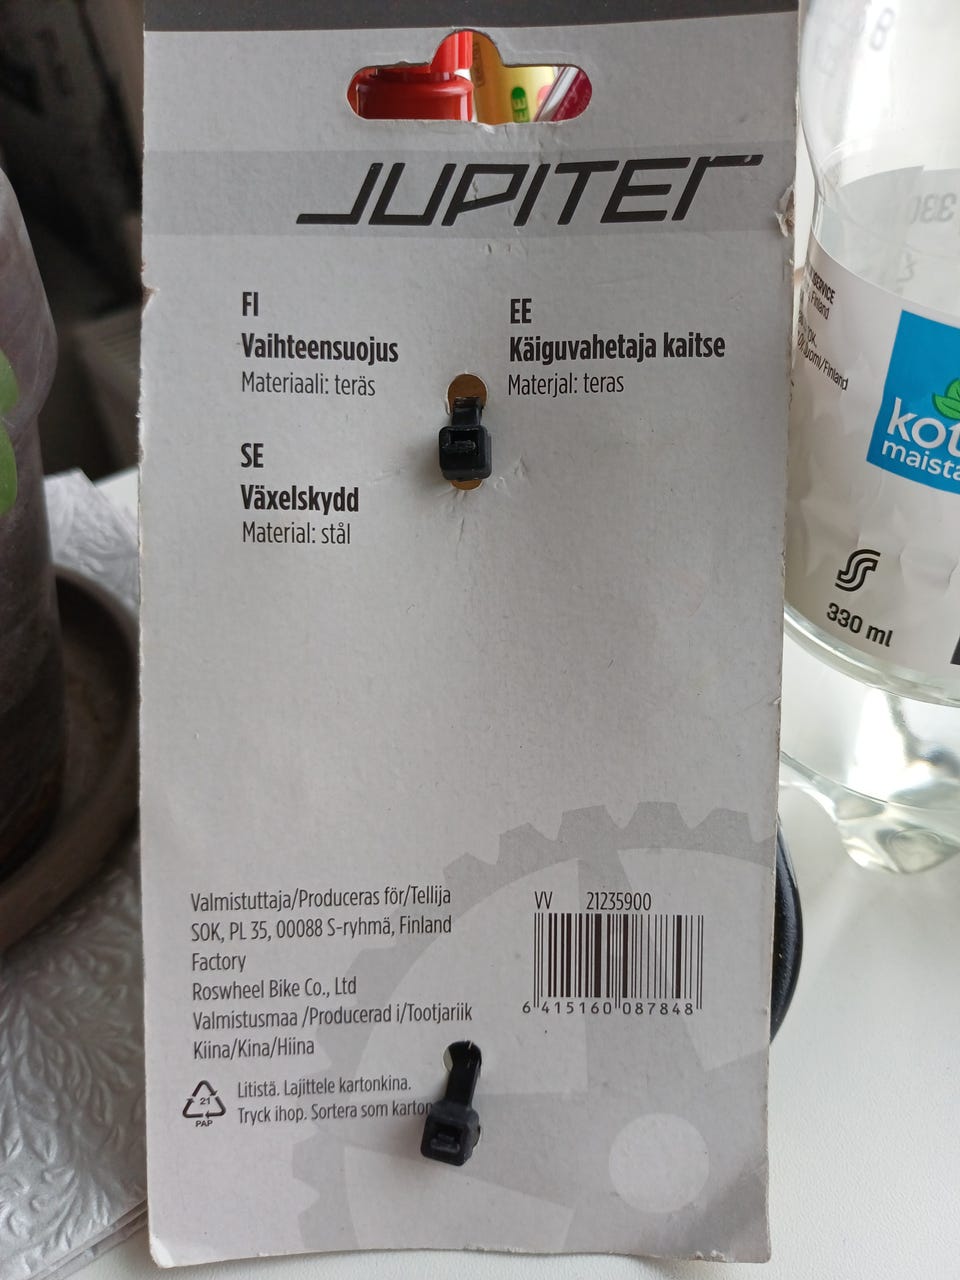 JUPITER
FI
Vaihteensuojus
Materiaali: teräs
EE
Käiguvahetaja kaitse
Materjal: teras
SE
Växelskydd
Material: stål
Valmistuttaja/Produceras för/Tellija
SOK, PL 35, 00088 S-ryhmä, Finland
Factory
Roswheel Bike Co., Ltd
Valmistusmaa /Producerad i/Tootjariik
Kiina/Kina/Hiina
21
PAP
Litistä. Lajittele kartonkina.
Tryck ihop. Sortera som karton
VV 21235900
6 415160 087848
330 ml